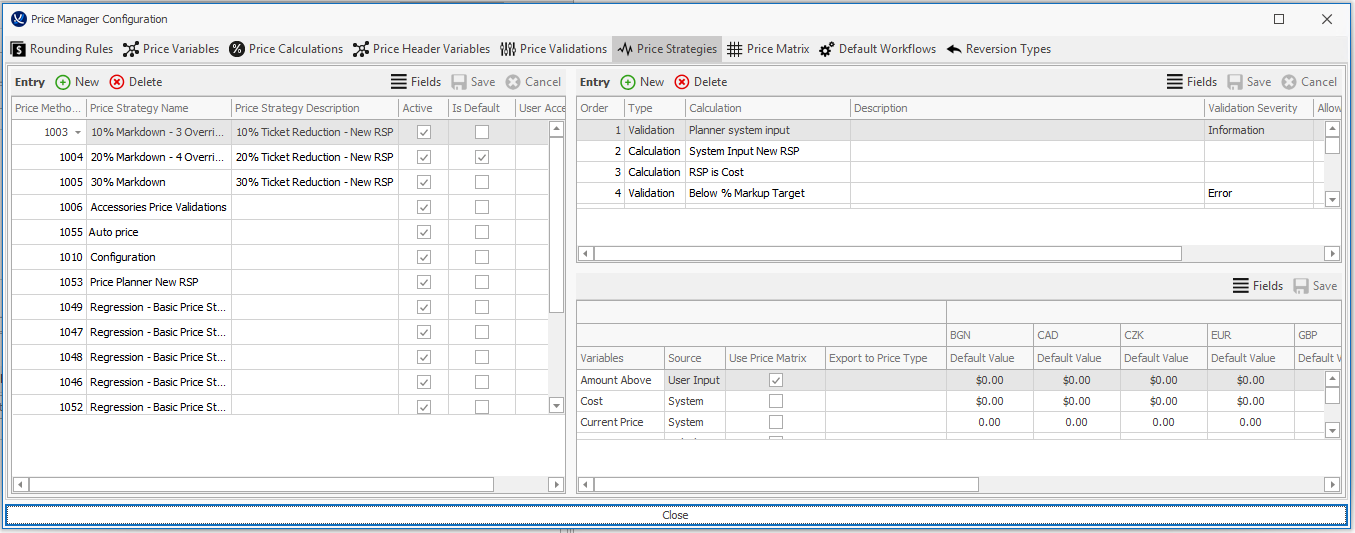 Price Manager Configuration
Rounding Rules Price Variables Price Calculations Price Header Variables Price Validations Price Strategies Price Matrix Default Workflows Reversion Types
Entry New Delete Fields Save Cancel
Price Metho... Price Strategy Name Price Strategy Description Active Is Default User Acce
1003 10% Markdown - 3 Overri... 10% Ticket Reduction - New RSP
1004 20% Markdown - 4 Overri... 20% Ticket Reduction - New RSP
1005 30% Markdown 30% Ticket Reduction - New RSP
1006 Accessories Price Validations
1055 Auto price
1010 Configuration
1053 Price Planner New RSP
1049 Regression - Basic Price St...
1047 Regression - Basic Price St...
1048 Regression - Basic Price St...
1046 Regression - Basic Price St...
1052 Regression - Basic Price St...
Entry New Delete Fields Save Cancel
Order Type Calculation Description Validation Severity Allow
1 Validation Planner system input Information
2 Calculation System Input New RSP
3 Calculation RSP is Cost
4 Validation Below % Markup Target Error
Fields Save
BGN CAD CZK EUR GBP
Variables Source Use Price Matrix Export to Price Type Default Value Default Value Default Value Default Value Default V
Amount Above User Input $0.00 $0.00 $0.00 $0.00
Cost System $0.00 $0.00 $0.00 $0.00
Current Price System 0.00 0.00 0.00 0.00
Close